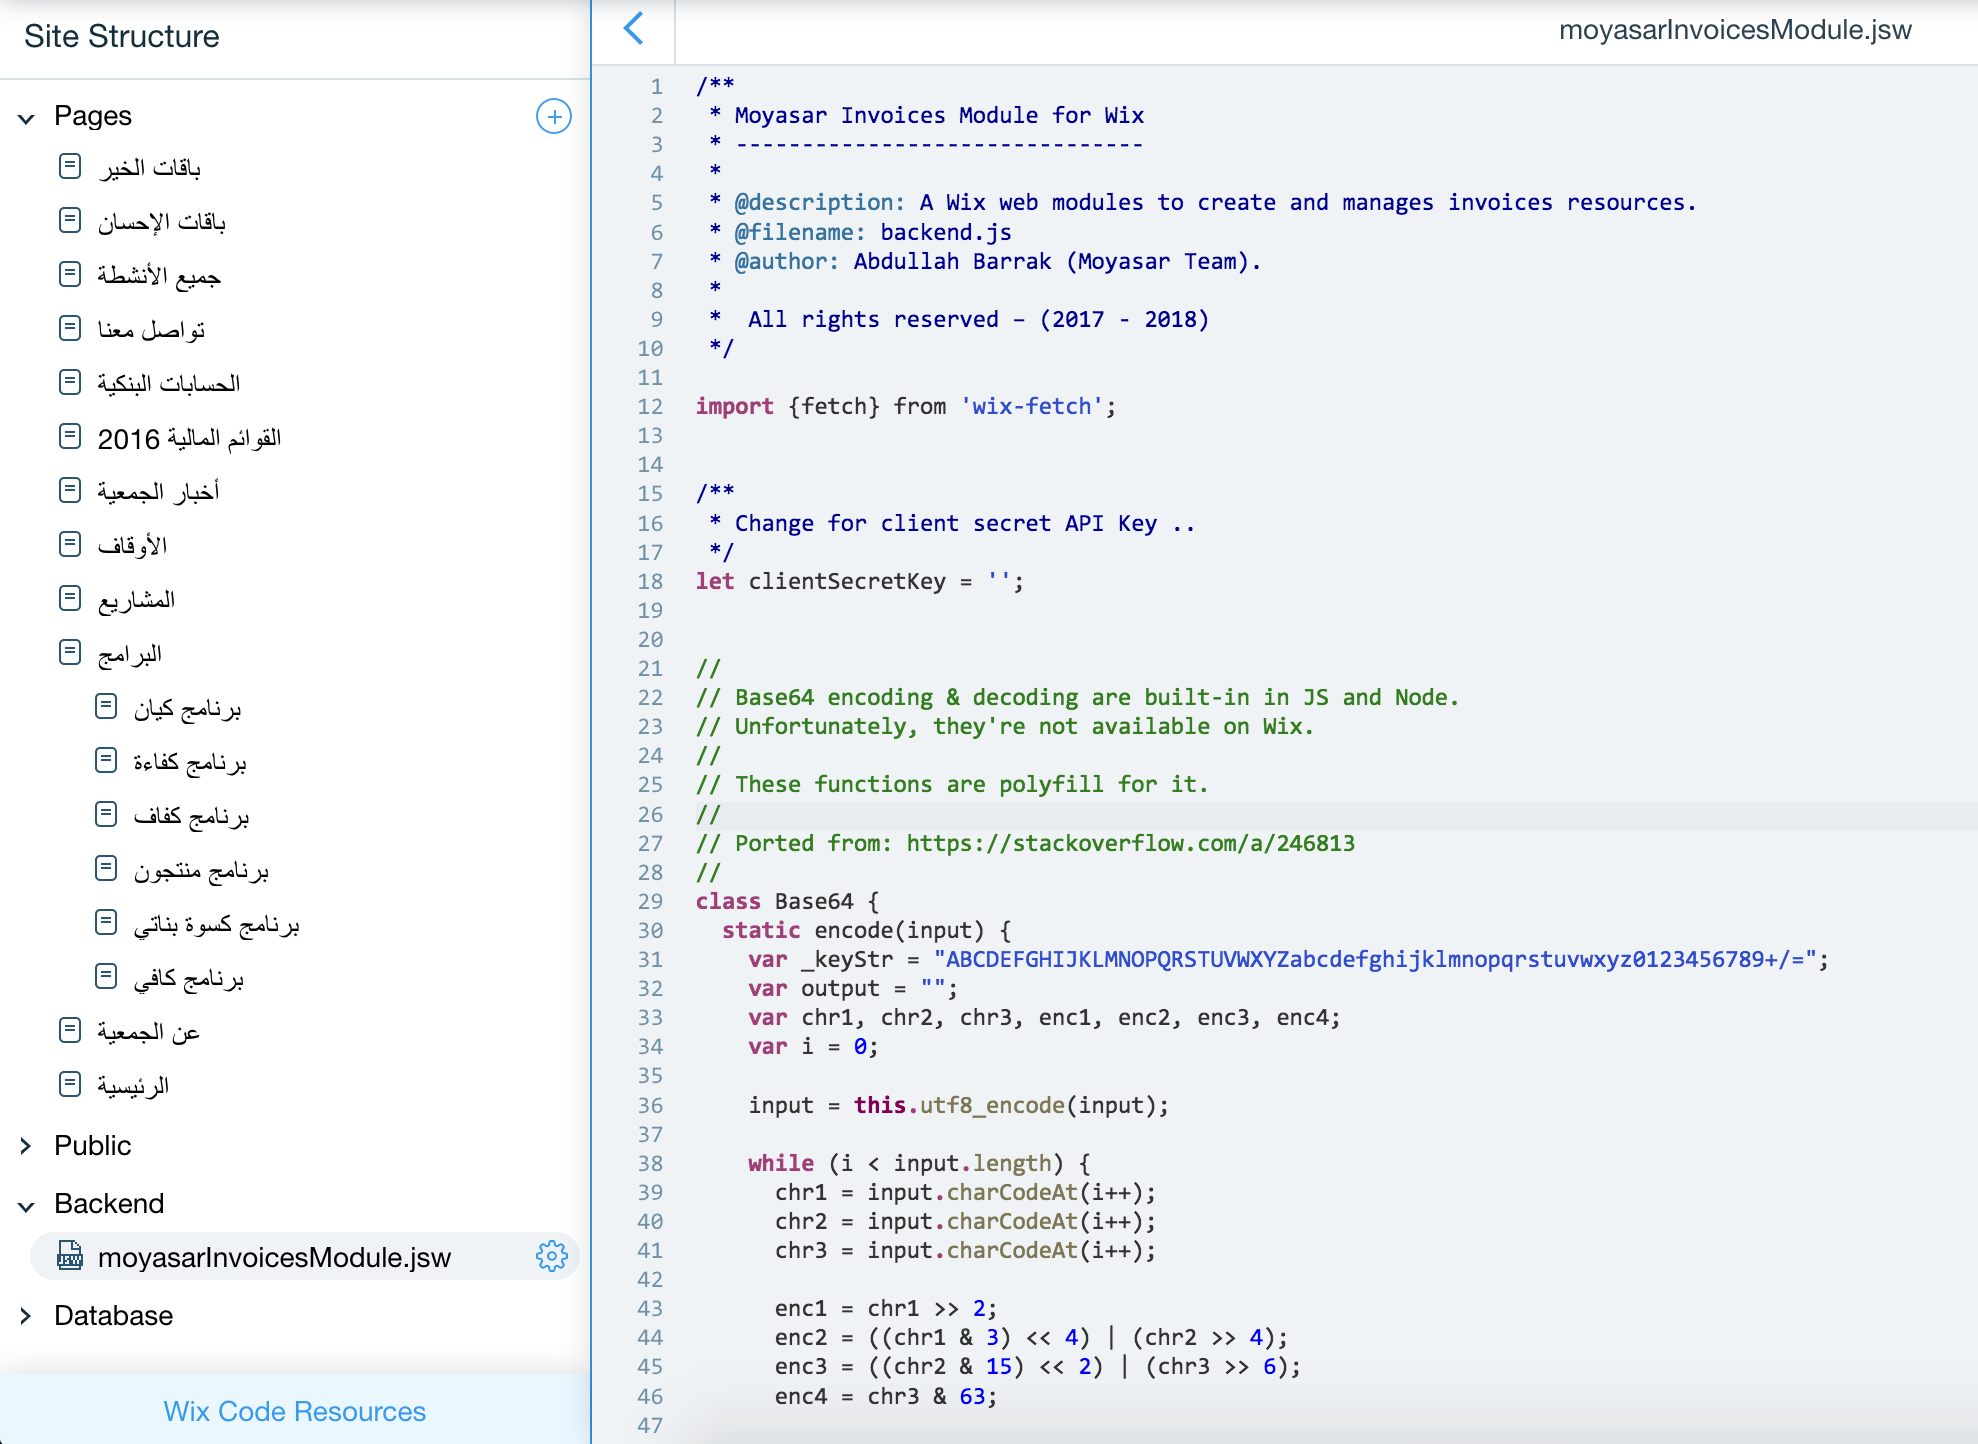 Site Structure
Pages
باقات الخير
باقات الإحسان
جميع الأنشطة
تواصل معنا
الحسابات البنكية
القوائم المالية 2016
أخبار الجمعية
الأوقاف
المشاريع
البرامج
برنامج كيان
برنامج كفاءة
برنامج كفاف
برنامج منتجون
برنامج كسوة بناتي
برنامج كافي
عن الجمعية
الرئيسية
Public
Backend
moyasarInvoicesModule.jsw
Database
Wix Code Resources
moyasarInvoicesModule.jsw
1 /**
2  * Moyasar Invoices Module for Wix
3  * -------------------------------
4  *
5  * @description: A Wix web modules to create and manages invoices resources.
6  * @filename: backend.js
7  * @author: Abdullah Barrak (Moyasar Team).
8  *
9  *  All rights reserved – (2017 - 2018)
10  */
11
12 import {fetch} from 'wix-fetch';
13
14
15 /**
16  * Change for client secret API Key ..
17  */
18 let clientSecretKey = '';
19
20
21 //
22 // Base64 encoding & decoding are built-in in JS and Node.
23 // Unfortunately, they're not available on Wix.
24 //
25 // These functions are polyfill for it.
26 //
27 // Ported from: https://stackoverflow.com/a/246813
28 //
29 class Base64 {
30   static encode(input) {
31     var _keyStr = "ABCDEFGHIJKLMNOPQRSTUVWXYZabcdefghijklmnopqrstuvwxyz0123456789+/=";
32     var output = "";
33     var chr1, chr2, chr3, enc1, enc2, enc3, enc4;
34     var i = 0;
35
36     input = this.utf8_encode(input);
37
38     while (i < input.length) {
39       chr1 = input.charCodeAt(i++);
40       chr2 = input.charCodeAt(i++);
41       chr3 = input.charCodeAt(i++);
42
43       enc1 = chr1 >> 2;
44       enc2 = ((chr1 & 3) << 4) | (chr2 >> 4);
45       enc3 = ((chr2 & 15) << 2) | (chr3 >> 6);
46       enc4 = chr3 & 63;
47